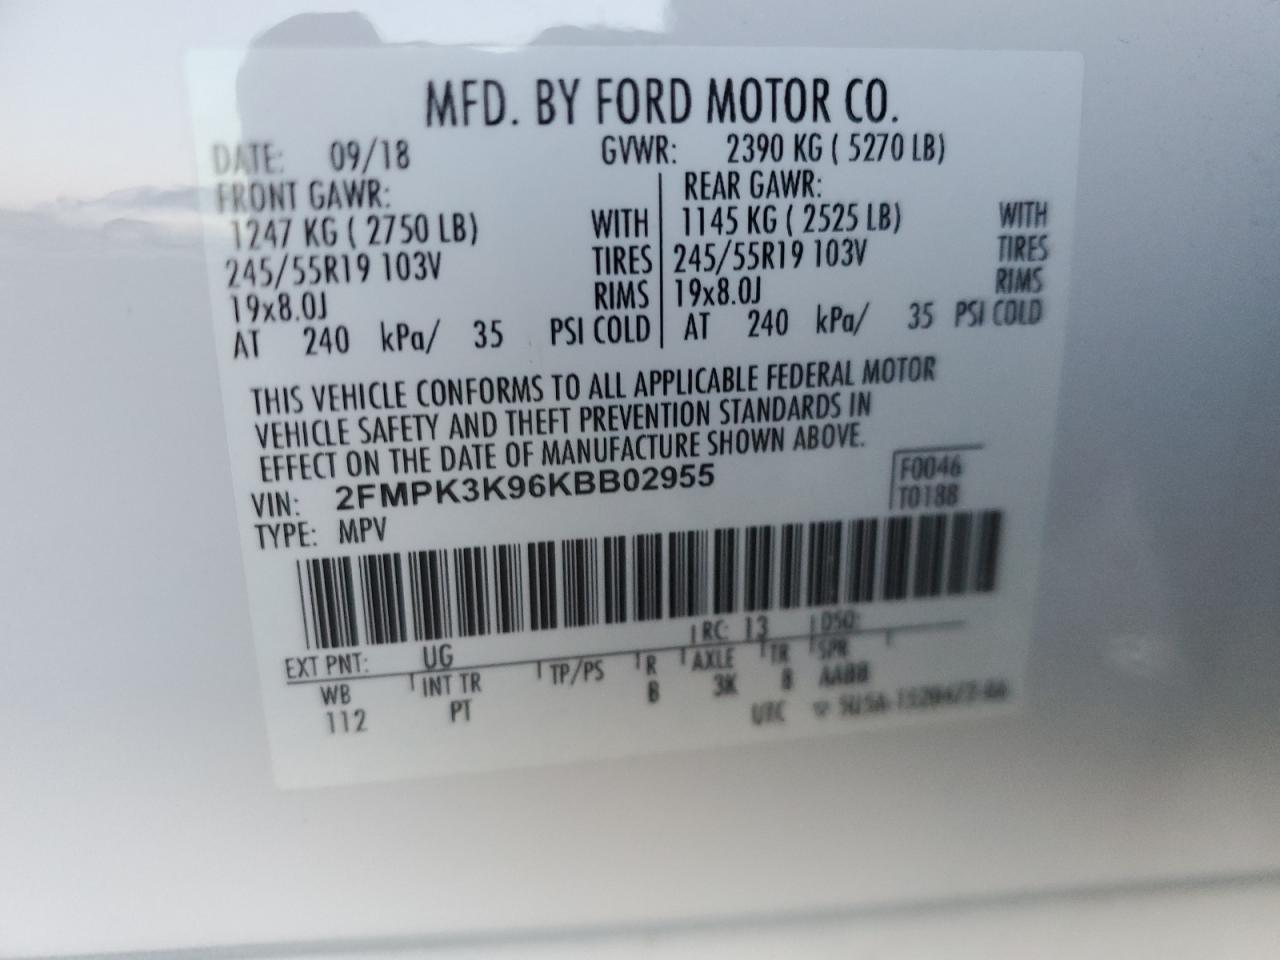 MFD. BY FORD MOTOR CO.
DATE: 09/18 GVWR: 2390 KG ( 5270 LB)
FRONT GAWR: REAR GAWR:
1247 KG ( 2750 LB) WITH 1145 KG ( 2525 LB) WITH
245/55R19 103V TIRES 245/55R19 103V TIRES
19x8.0J RIMS 19x8.0J RIMS
AT 240 kPa/ 35 PSI COLD AT 240 kPa/ 35 PSI COLD
THIS VEHICLE CONFORMS TO ALL APPLICABLE FEDERAL MOTOR
VEHICLE SAFETY AND THEFT PREVENTION STANDARDS IN
EFFECT ON THE DATE OF MANUFACTURE SHOWN ABOVE.
VIN: 2FMPK3K96KBB02955 F0046
TYPE: MPV T0188
EXT PNT: UG RC: 13 DSO:
WB INT TR TP/PS R AXLE TR SPR
112 PT B 3K 8 AABB
UTC